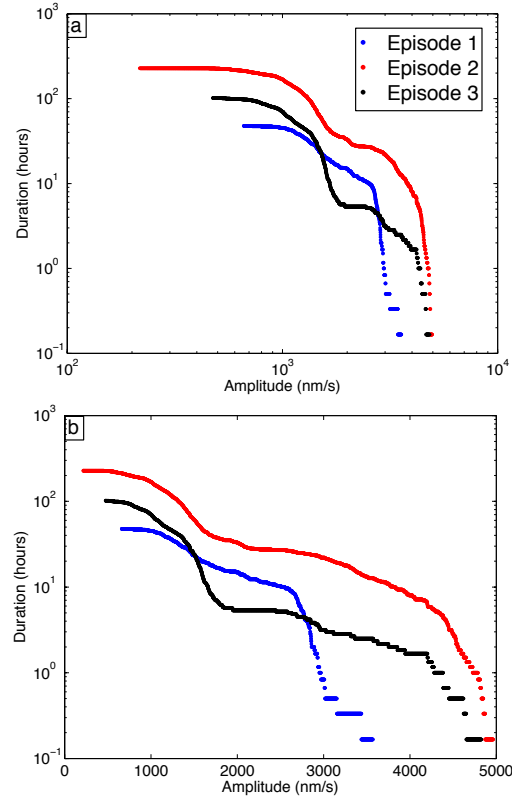 a
Episode 1
Episode 2
Episode 3
10³
10²
10¹
10⁰
10⁻¹
Duration (hours)
10² 10³ 10⁴
Amplitude (nm/s)
b
10³
10²
10¹
10⁰
10⁻¹
Duration (hours)
0 1000 2000 3000 4000 5000
Amplitude (nm/s)